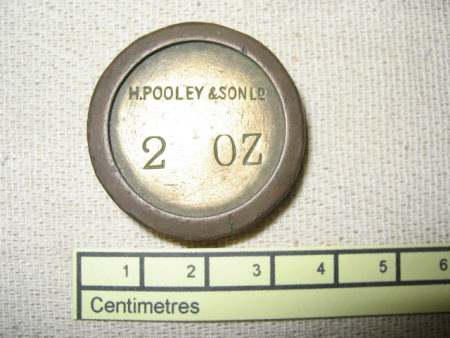 H.POOLEY & SON LD
2 OZ
1 2 3 4 5 6
Centimetres